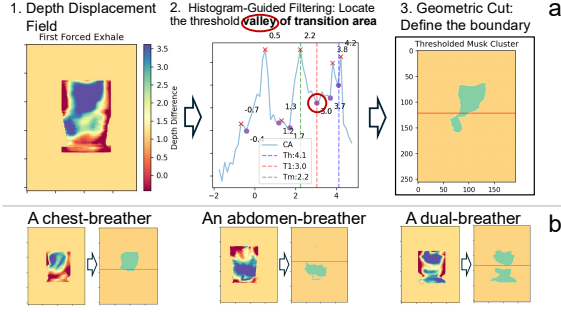 1. Depth Displacement
Field
First Forced Exhale
3.5
3.0
2.5
2.0
1.5
1.0
0.5
0.0
Depth Difference
2. Histogram-Guided Filtering: Locate
the threshold valley of transition area
0.5
2.2
4.2
3.8
-0.7
1.3
3.0
3.7
-0.4
1.2
1.7
CA
Th:4.1
T1:3.0
Tm:2.2
−2
0
2
4
3. Geometric Cut:
Define the boundary
a
Thresholded Musk Cluster
0
50
100
150
200
250
0
50
100
150
A chest-breather
An abdomen-breather
A dual-breather
b